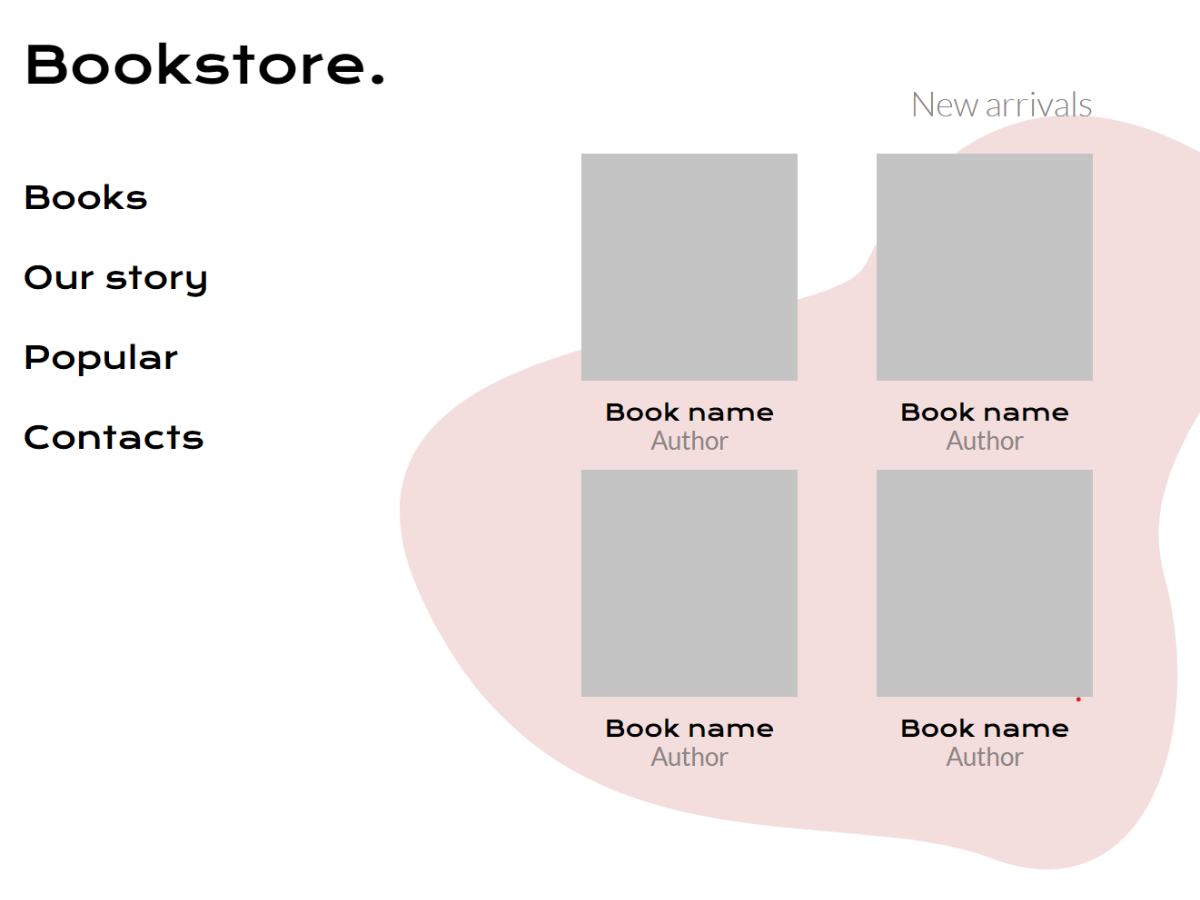 Bookstore.
New arrivals
Books
Our story
Popular
Contacts
Book name
Author
Book name
Author
Book name
Author
Book name
Author